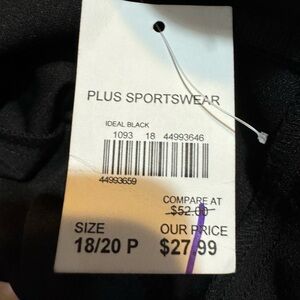 PLUS SPORTSWEAR
IDEAL BLACK
1093 18 44993646
44993659
COMPARE AT
$52.00
SIZE OUR PRICE
18/20 P $27.99